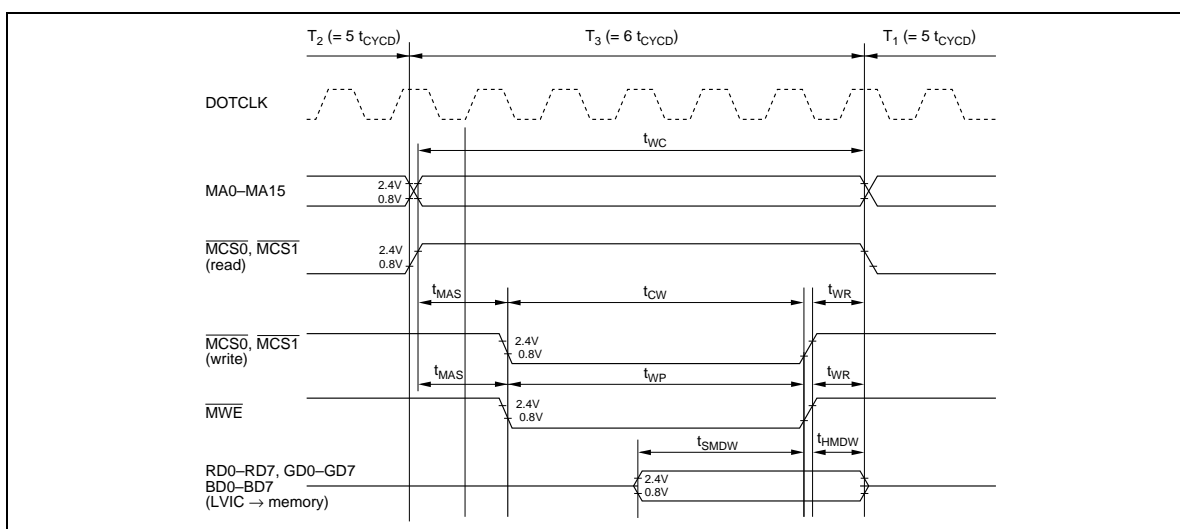 T2 (= 5 tCYCD) T3 (= 6 tCYCD) T1 (= 5 tCYCD)
DOTCLK
tWC
MA0–MA15
2.4V
0.8V
MCS0, MCS1
(read)
2.4V
0.8V
tMAS tCW tWR
MCS0, MCS1
(write)
2.4V
0.8V
tMAS tWP tWR
MWE
2.4V
0.8V
tSMDW tHMDW
RD0–RD7, GD0–GD7
BD0–BD7
(LVIC → memory)
2.4V
0.8V